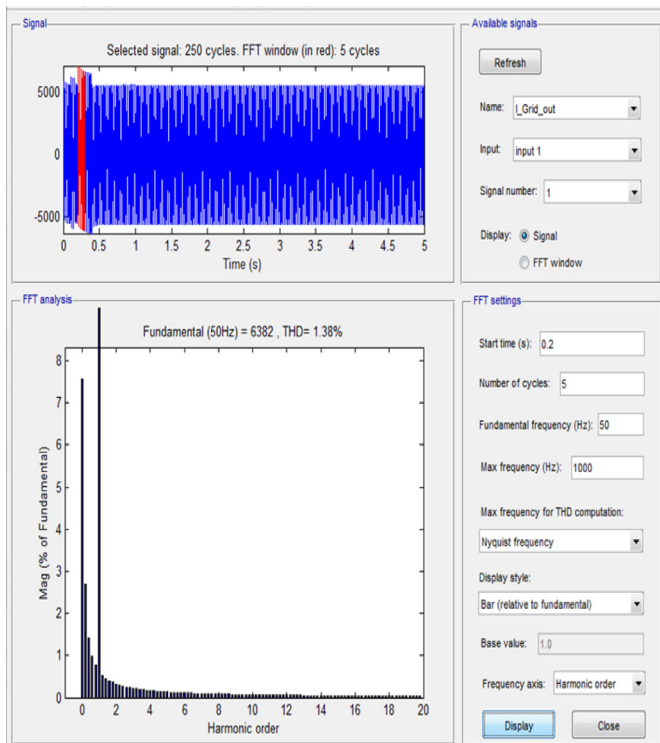 Signal
Selected signal: 250 cycles. FFT window (in red): 5 cycles
5000
0
-5000
0 0.5 1 1.5 2 2.5 3 3.5 4 4.5 5
Time (s)
Available signals
Refresh
Name: I_Grid_out
Input: input 1
Signal number: 1
Display: Signal
FFT window
FFT analysis
Fundamental (50Hz) = 6382 , THD= 1.38%
8
7
6
5
4
3
2
1
0
Mag (% of Fundamental)
0 2 4 6 8 10 12 14 16 18 20
Harmonic order
FFT settings
Start time (s): 0.2
Number of cycles: 5
Fundamental frequency (Hz): 50
Max frequency (Hz): 1000
Max frequency for THD computation:
Nyquist frequency
Display style:
Bar (relative to fundamental)
Base value: 1.0
Frequency axis: Harmonic order
Display Close